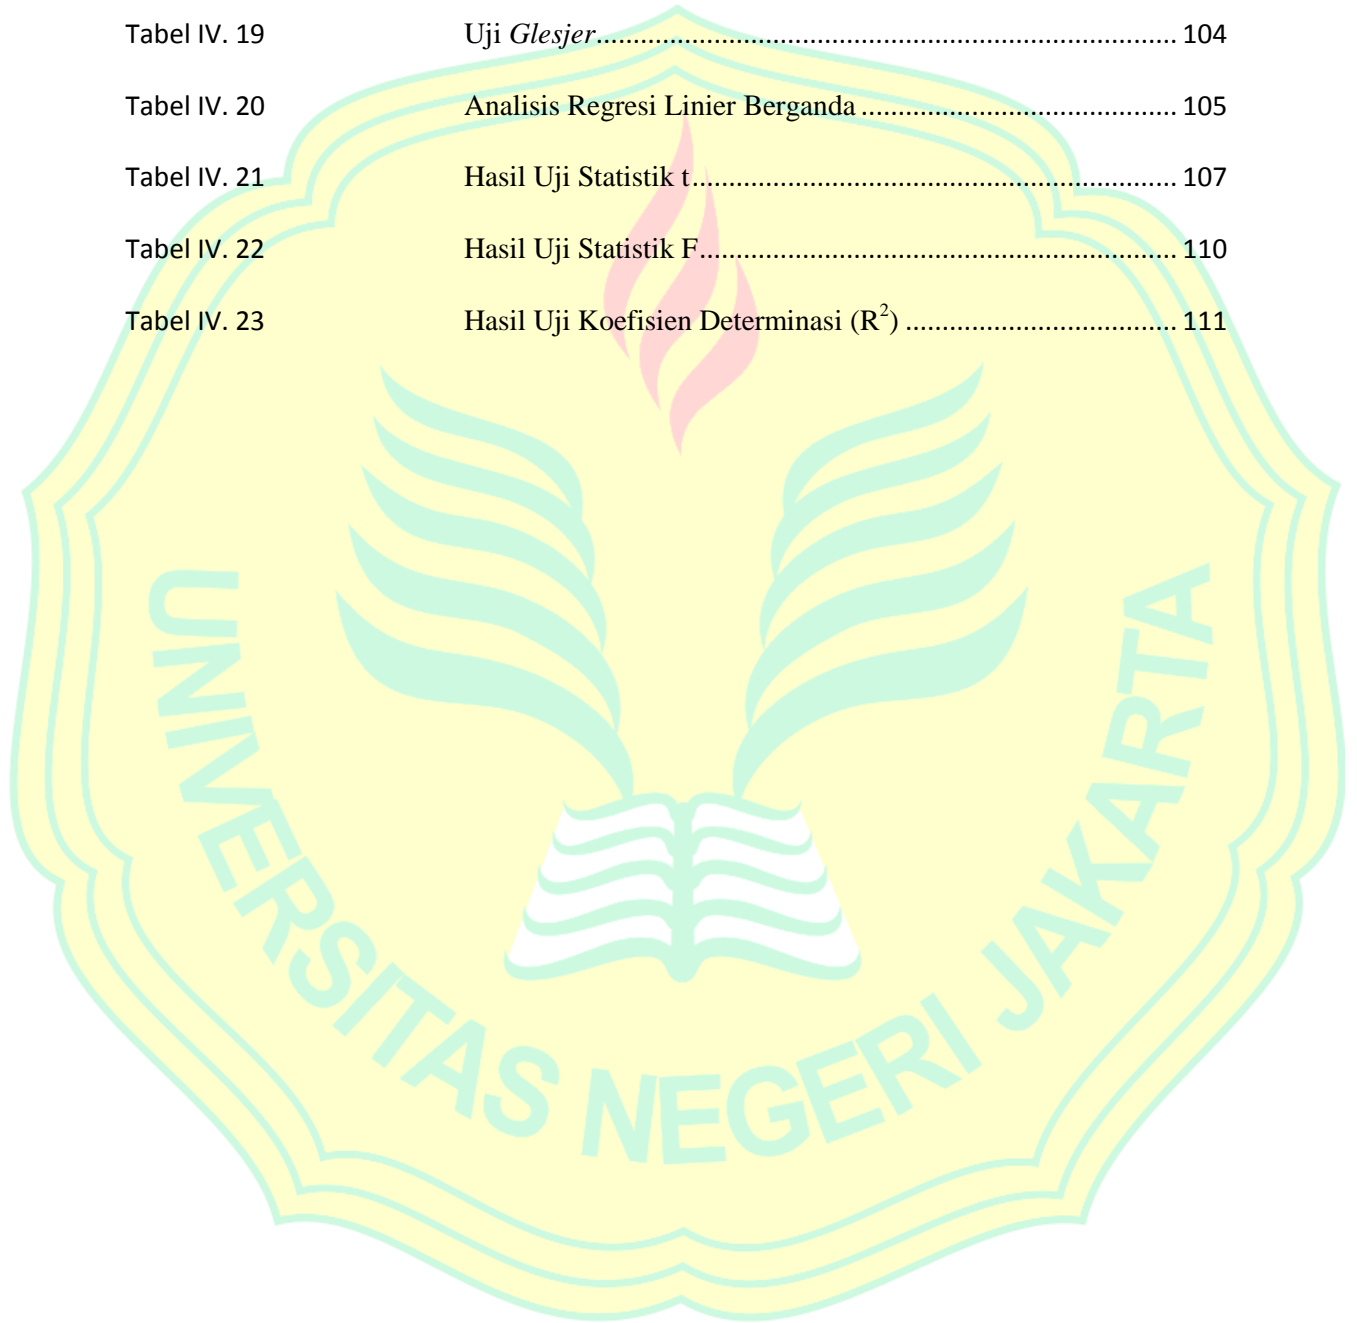 Tabel IV. 19 Uji Glesjer.......................................................................... 104
Tabel IV. 20 Analisis Regresi Linier Berganda ......................................... 105
Tabel IV. 21 Hasil Uji Statistik t............................................................... 107
Tabel IV. 22 Hasil Uji Statistik F.............................................................. 110
Tabel IV. 23 Hasil Uji Koefisien Determinasi (R²) ................................... 111
UNIVERSITAS NEGERI JAKARTA